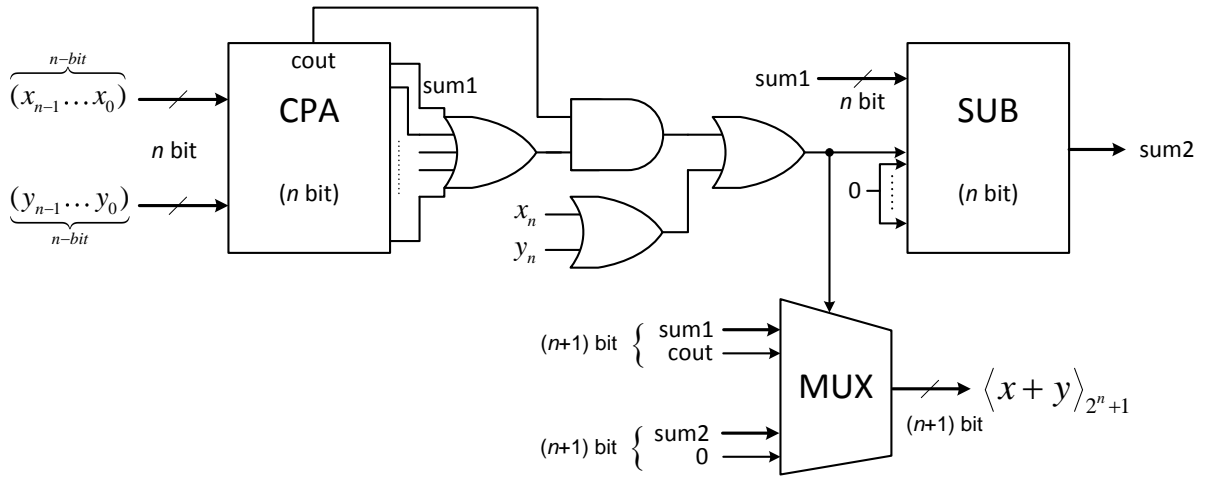 n−bit
(x_{n−1}…x_0)
n bit
(y_{n−1}…y_0)
n−bit
cout
CPA
(n bit)
sum1
x_n
y_n
sum1
n bit
0
SUB
(n bit)
sum2
(n+1) bit { sum1
cout
(n+1) bit { sum2
0
MUX
⟨x + y⟩_{2^n+1}
(n+1) bit